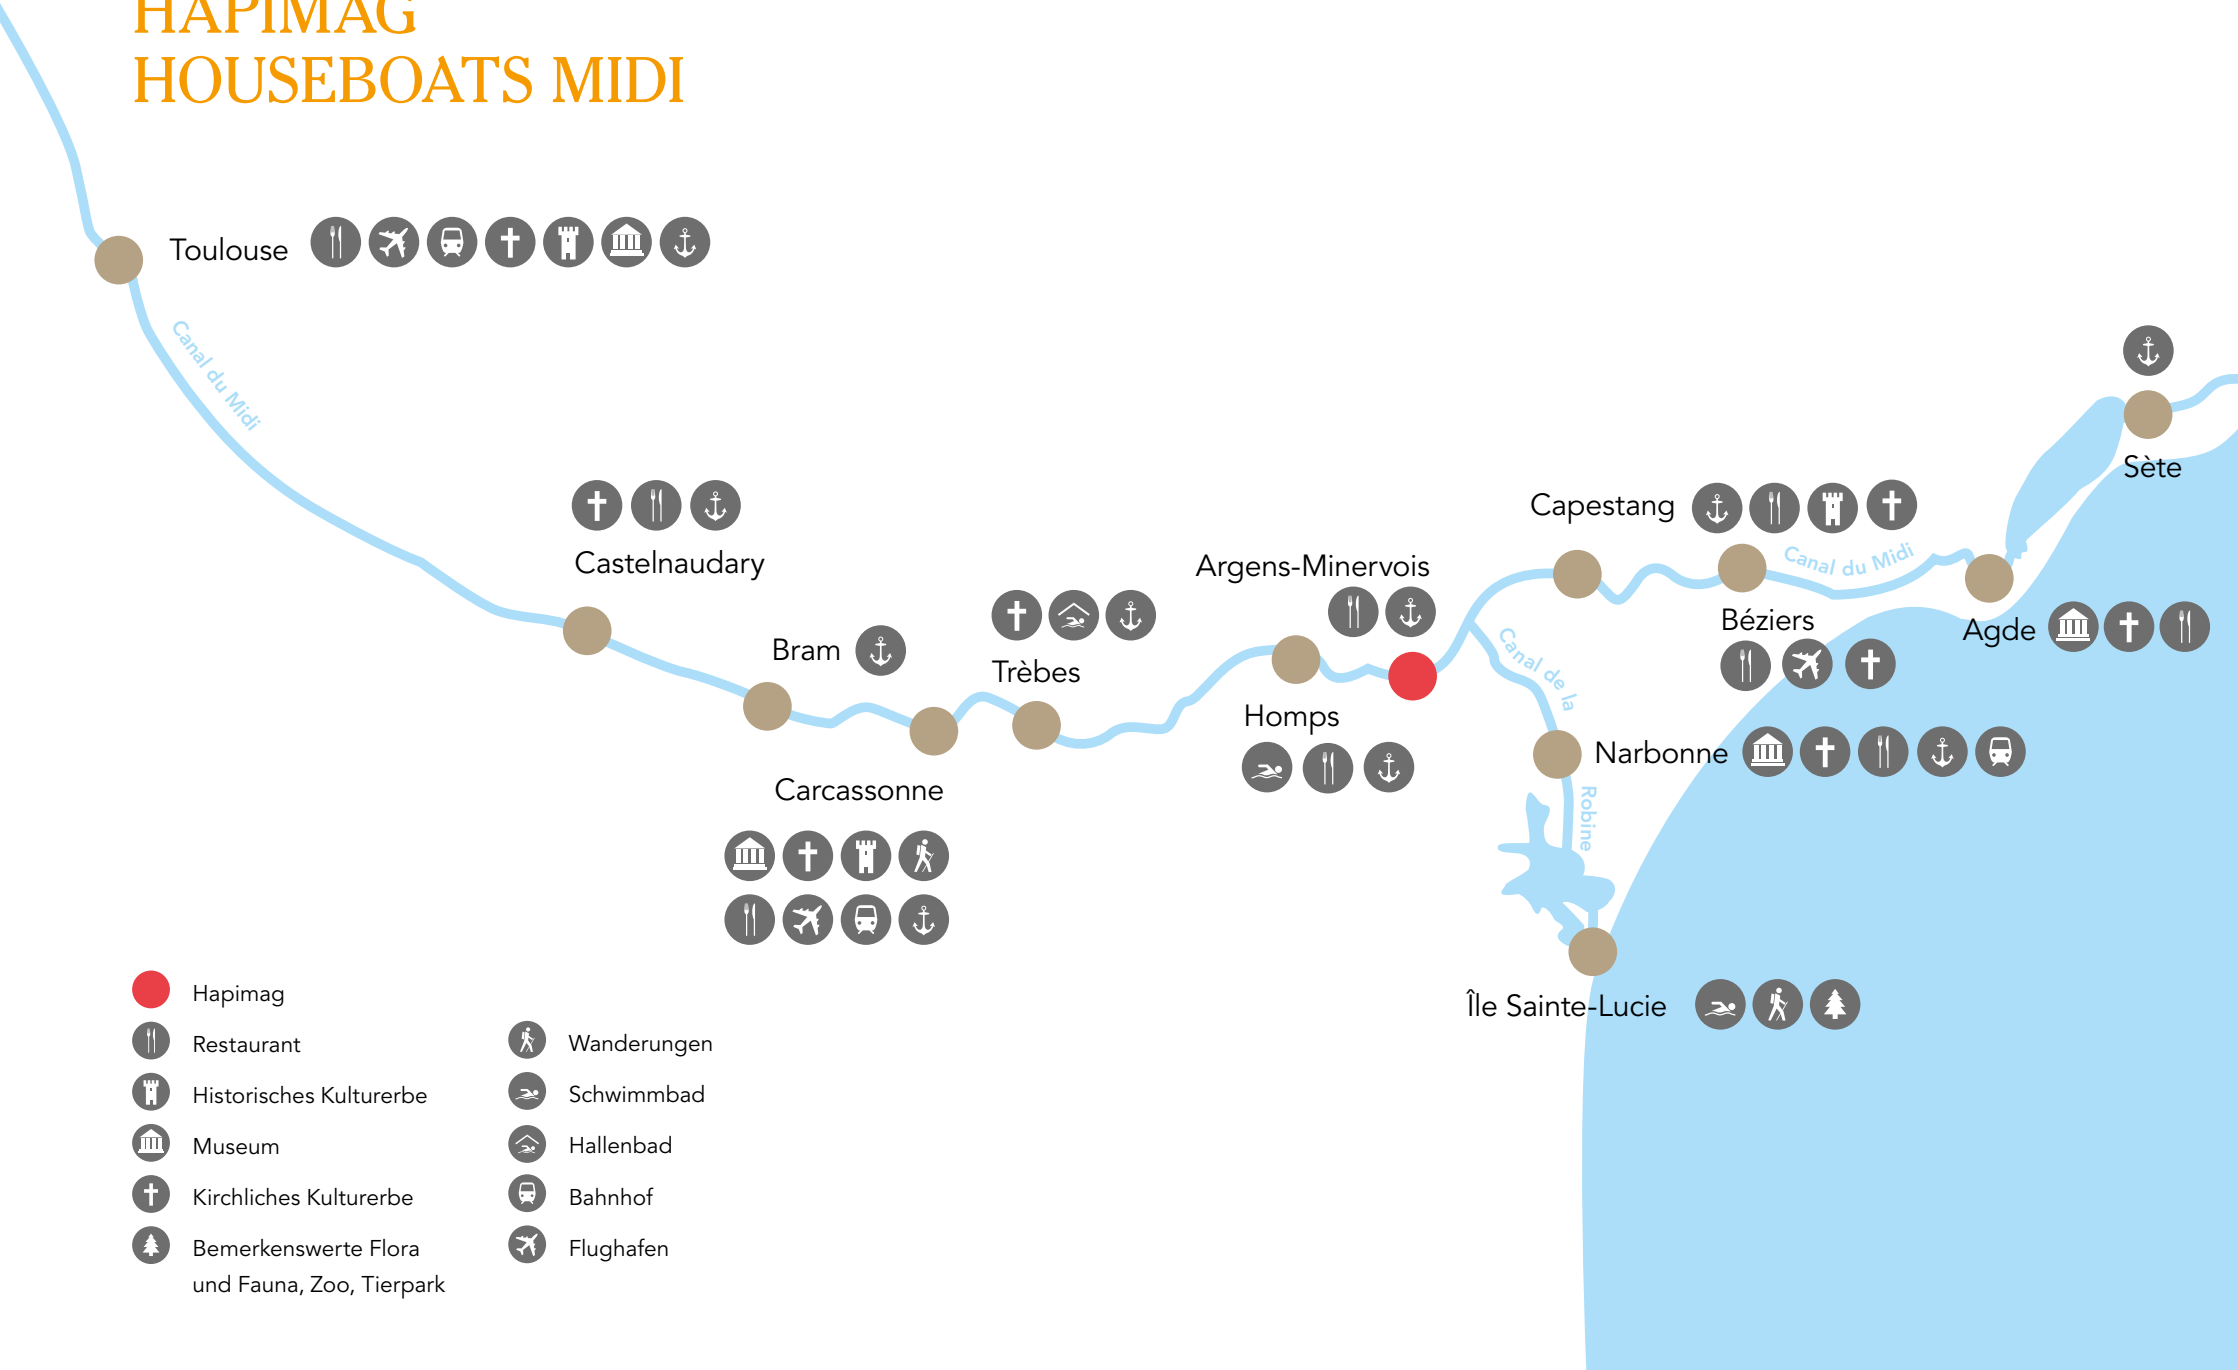 HAPIMAG
HOUSEBOATS MIDI
Toulouse
Canal du Midi
Castelnaudary
Bram
Trèbes
Carcassonne
Argens-Minervois
Homps
Capestang
Canal du Midi
Béziers
Sète
Agde
Canal de la
Robine
Narbonne
Île Sainte-Lucie
Hapimag
Restaurant
Historisches Kulturerbe
Museum
Kirchliches Kulturerbe
Bemerkenswerte Flora
und Fauna, Zoo, Tierpark
Wanderungen
Schwimmbad
Hallenbad
Bahnhof
Flughafen